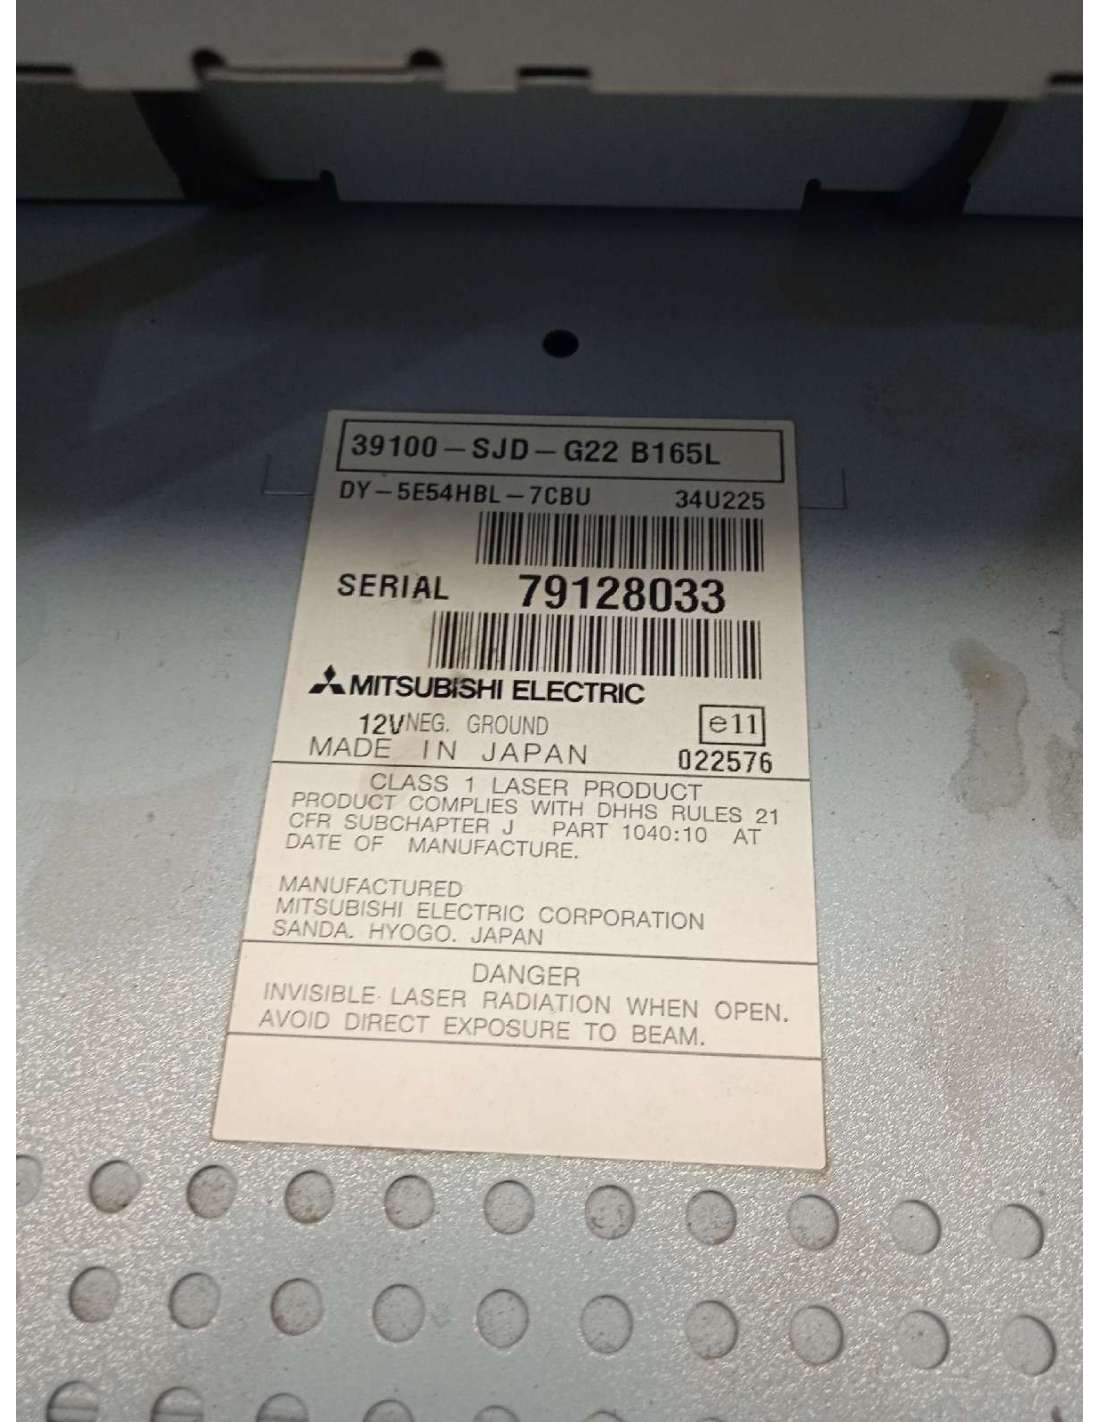 39100-SJD-G22 B165L
DY-5E54HBL-7CBU 34U225
SERIAL 79128033
MITSUBISHI ELECTRIC
12V NEG. GROUND e11
MADE IN JAPAN 022576
CLASS 1 LASER PRODUCT
PRODUCT COMPLIES WITH DHHS RULES 21
CFR SUBCHAPTER J PART 1040:10 AT
DATE OF MANUFACTURE.
MANUFACTURED
MITSUBISHI ELECTRIC CORPORATION
SANDA. HYOGO. JAPAN
DANGER
INVISIBLE LASER RADIATION WHEN OPEN.
AVOID DIRECT EXPOSURE TO BEAM.